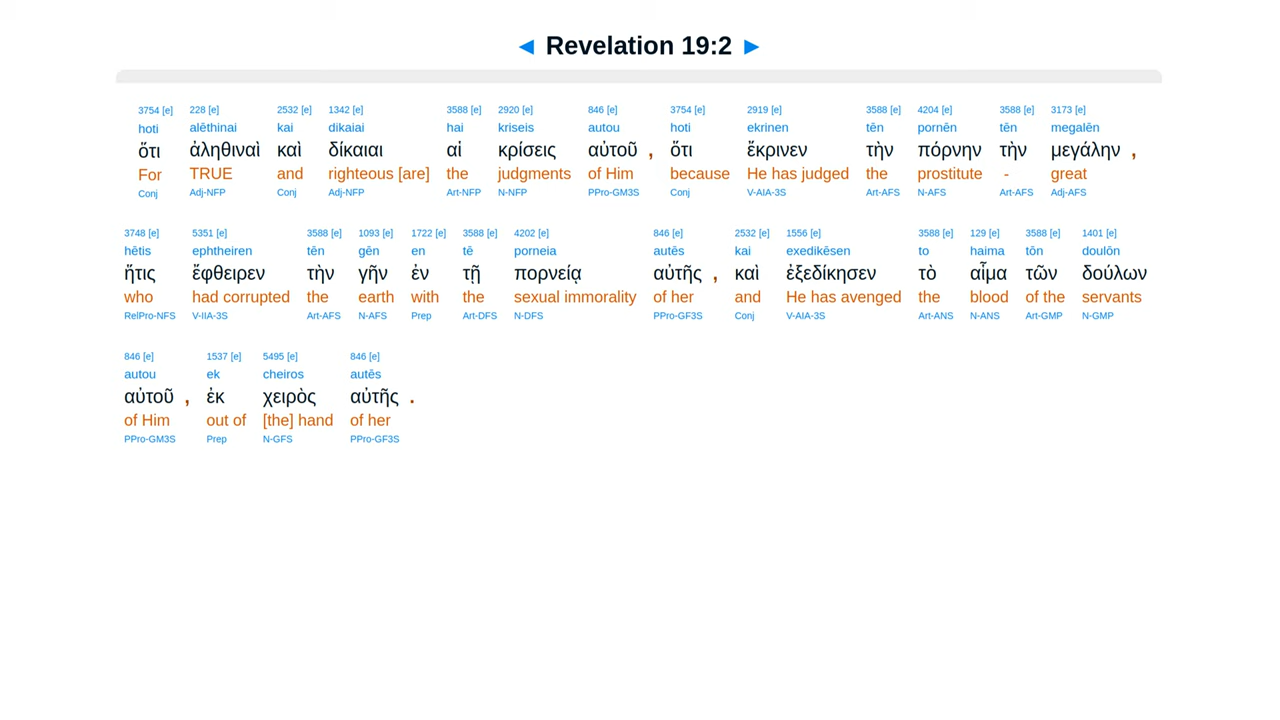 ◄ Revelation 19:2 ►
3754 [e] 228 [e] 2532 [e] 1342 [e] 3588 [e] 2920 [e] 846 [e] 3754 [e] 2919 [e] 3588 [e] 4204 [e] 3588 [e] 3173 [e]
hoti alēthinai kai dikaiai hai kriseis autou hoti ekrinen tēn pornēn tēn megalēn
ὅτι ἀληθιναὶ καὶ δίκαιαι αἱ κρίσεις αὐτοῦ , ὅτι ἔκρινεν τὴν πόρνην τὴν μεγάλην ,
For TRUE and righteous [are] the judgments of Him because He has judged the prostitute - great
Conj Adj-NFP Conj Adj-NFP Art-NFP N-NFP PPro-GM3S Conj V-AIA-3S Art-AFS N-AFS Art-AFS Adj-AFS
3748 [e] 5351 [e] 3588 [e] 1093 [e] 1722 [e] 3588 [e] 4202 [e] 846 [e] 2532 [e] 1556 [e] 3588 [e] 129 [e] 3588 [e] 1401 [e]
hētis ephtheiren tēn gēn en tē porneia autēs kai exedikēsen to haima tōn doulōn
ἥτις ἔφθειρεν τὴν γῆν ἐν τῇ πορνείᾳ αὐτῆς , καὶ ἐξεδίκησεν τὸ αἷμα τῶν δούλων
who had corrupted the earth with the sexual immorality of her and He has avenged the blood of the servants
RelPro-NFS V-IIA-3S Art-AFS N-AFS Prep Art-DFS N-DFS PPro-GF3S Conj V-AIA-3S Art-ANS N-ANS Art-GMP N-GMP
846 [e] 1537 [e] 5495 [e] 846 [e]
autou ek cheiros autēs
αὐτοῦ , ἐκ χειρὸς αὐτῆς .
of Him out of [the] hand of her
PPro-GM3S Prep N-GFS PPro-GF3S